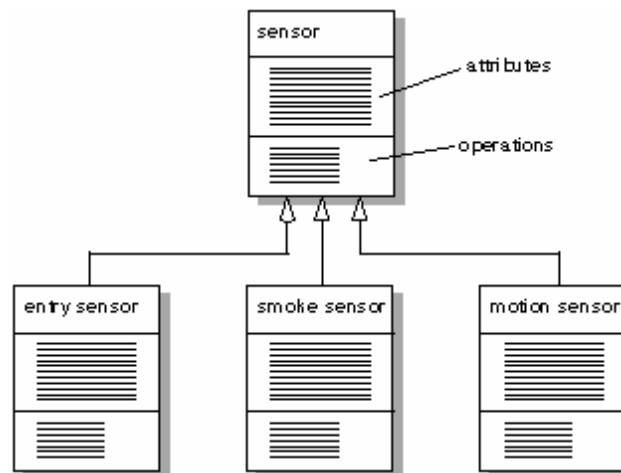 sensor
attributes
operations
entry sensor
smoke sensor
motion sensor